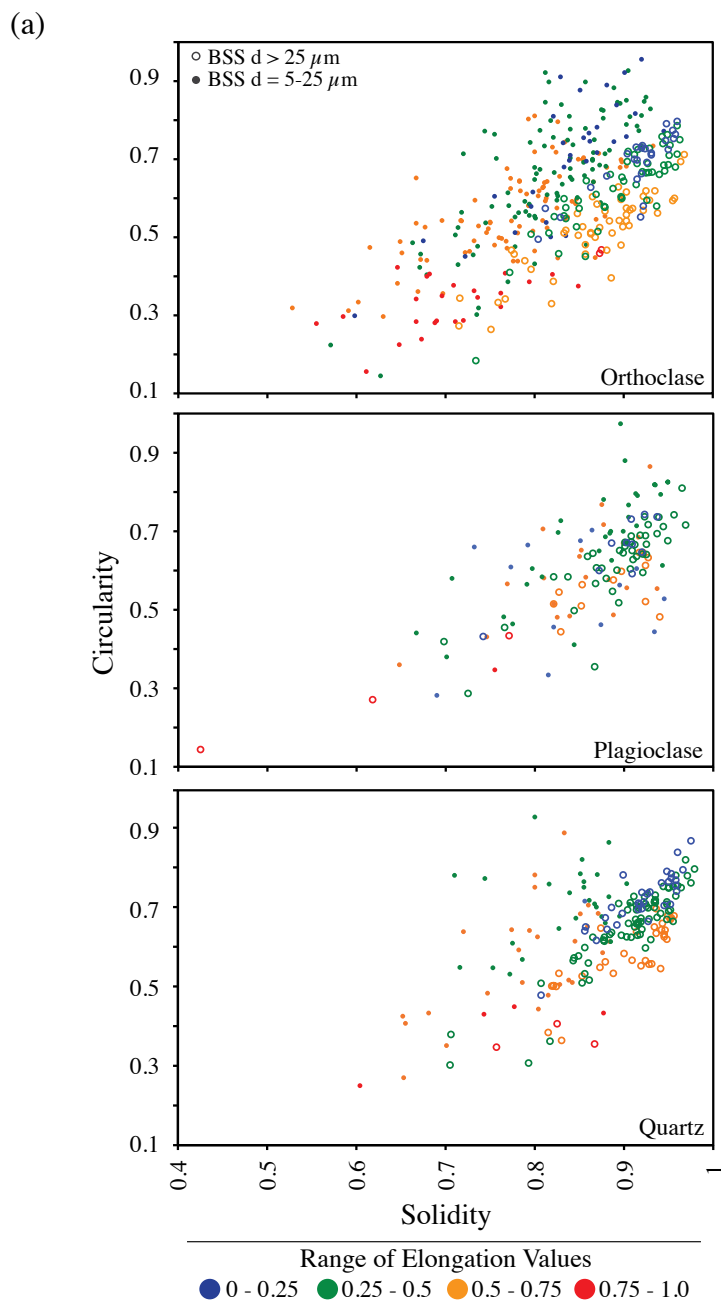 (a)
BSS d > 25 µm
BSS d = 5-25 µm
0.9
0.7
0.5
0.3
0.1
Orthoclase
0.9
0.7
0.5
0.3
0.1
Plagioclase
Circularity
0.9
0.7
0.5
0.3
0.1
Quartz
0.4 0.5 0.6 0.7 0.8 0.9 1
Solidity
Range of Elongation Values
0 - 0.25 0.25 - 0.5 0.5 - 0.75 0.75 - 1.0